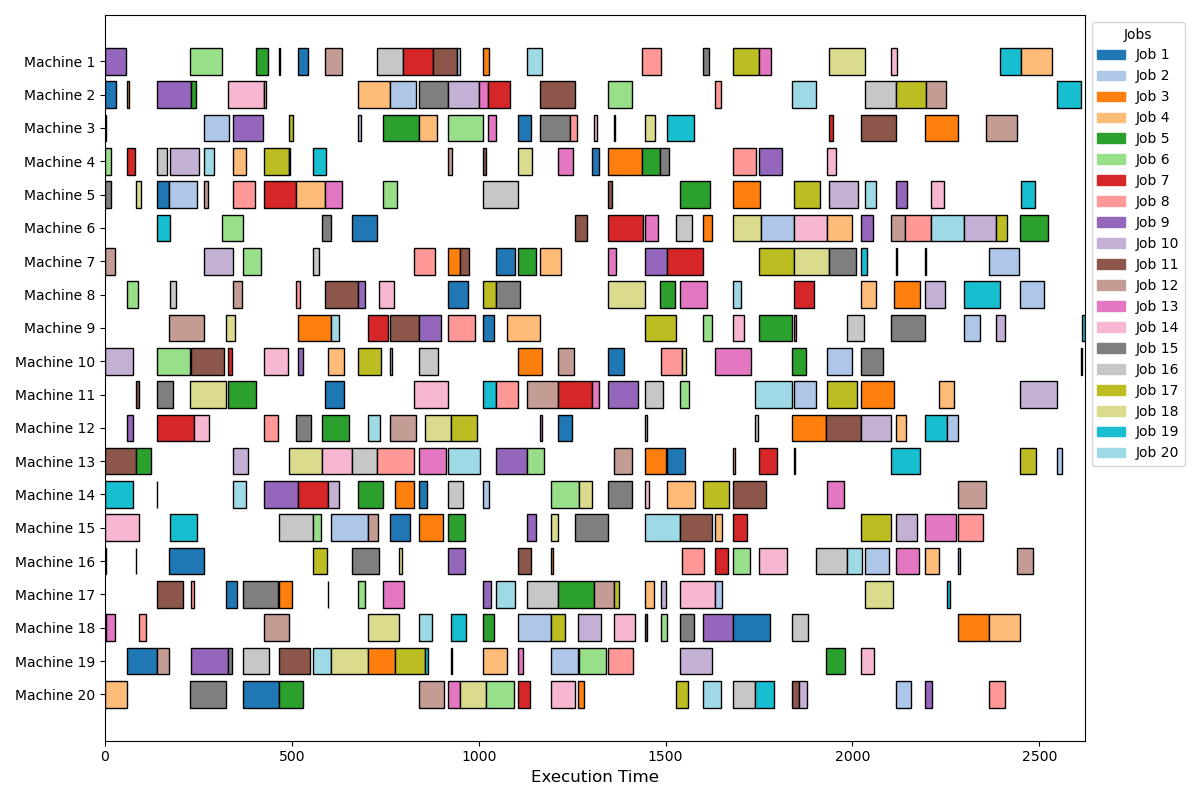 Machine 1
Machine 2
Machine 3
Machine 4
Machine 5
Machine 6
Machine 7
Machine 8
Machine 9
Machine 10
Machine 11
Machine 12
Machine 13
Machine 14
Machine 15
Machine 16
Machine 17
Machine 18
Machine 19
Machine 20
0 500 1000 1500 2000 2500
Execution Time
Jobs
Job 1
Job 2
Job 3
Job 4
Job 5
Job 6
Job 7
Job 8
Job 9
Job 10
Job 11
Job 12
Job 13
Job 14
Job 15
Job 16
Job 17
Job 18
Job 19
Job 20